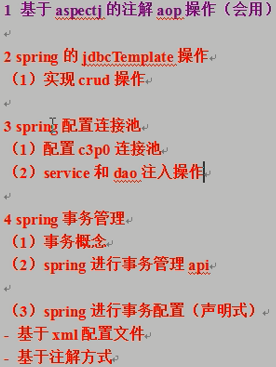 1 基于 aspectj 的注解 aop 操作（会用）
2 spring 的 jdbcTemplate 操作
（1）实现 crud 操作
3 spring 配置连接池
（1）配置 c3p0 连接池
（2）service 和 dao 注入操作
4 spring 事务管理
（1）事务概念
（2）spring 进行事务管理 api
（3）spring 进行事务配置（声明式）
- 基于 xml 配置文件
- 基于注解方式